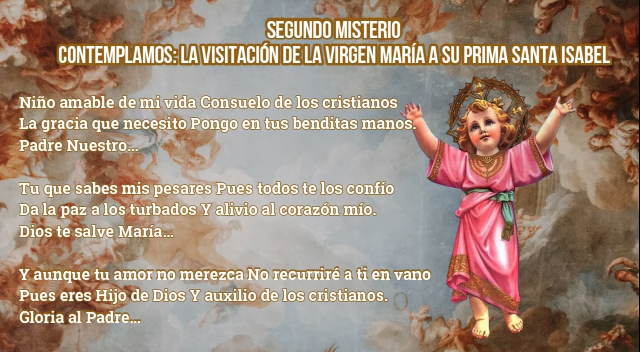 SEGUNDO MISTERIO
CONTEMPLAMOS: LA VISITACIÓN DE LA VIRGEN MARÍA A SU PRIMA SANTA ISABEL
Niño amable de mi vida Consuelo de los cristianos
La gracia que necesito Pongo en tus benditas manos.
Padre Nuestro...
Tu que sabes mis pesares Pues todos te los confío
Da la paz a los turbados Y alivio al corazón mío.
Dios te salve María...
Y aunque tu amor no merezca No recurriré a ti en vano
Pues eres Hijo de Dios Y auxilio de los cristianos.
Gloria al Padre...